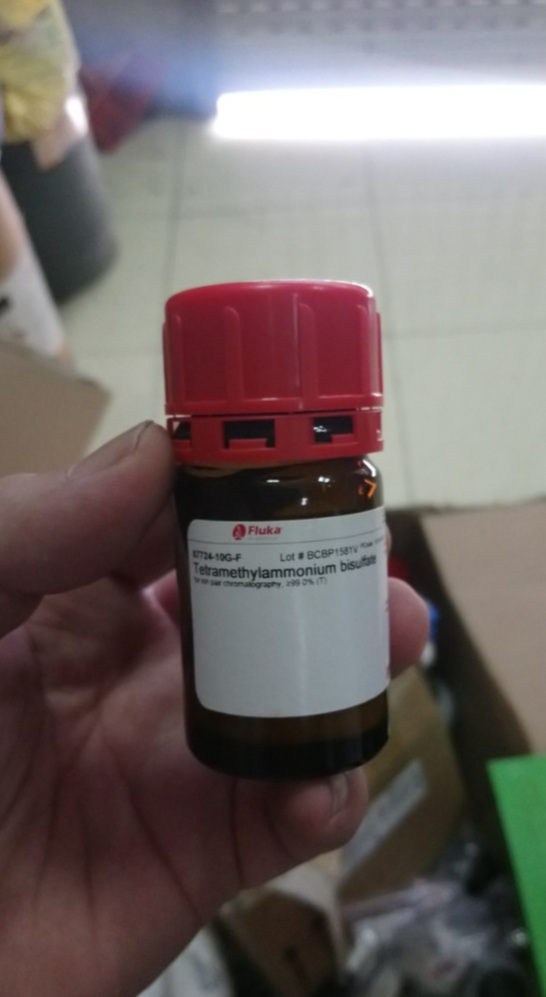 Fluka
87724-10G-F Lot # BCBP1581V
Tetramethylammonium bisulfate
for ion pair chromatography, ≥99.0% (T)